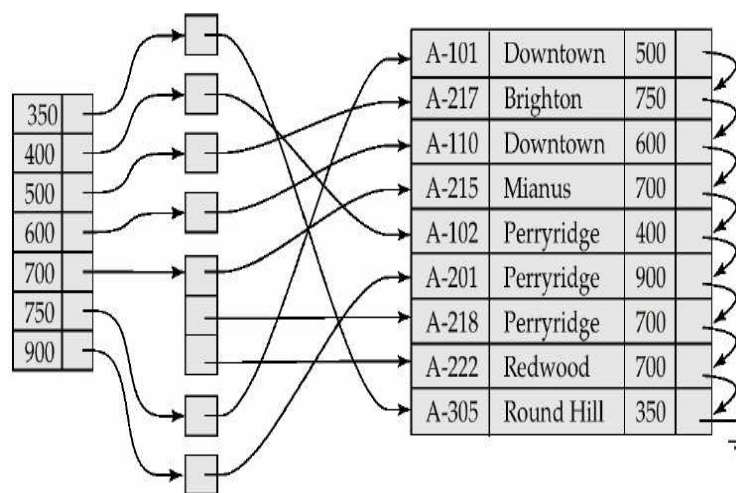 350
400
500
600
700
750
900
A-101 Downtown 500
A-217 Brighton 750
A-110 Downtown 600
A-215 Mianus 700
A-102 Perryridge 400
A-201 Perryridge 900
A-218 Perryridge 700
A-222 Redwood 700
A-305 Round Hill 350